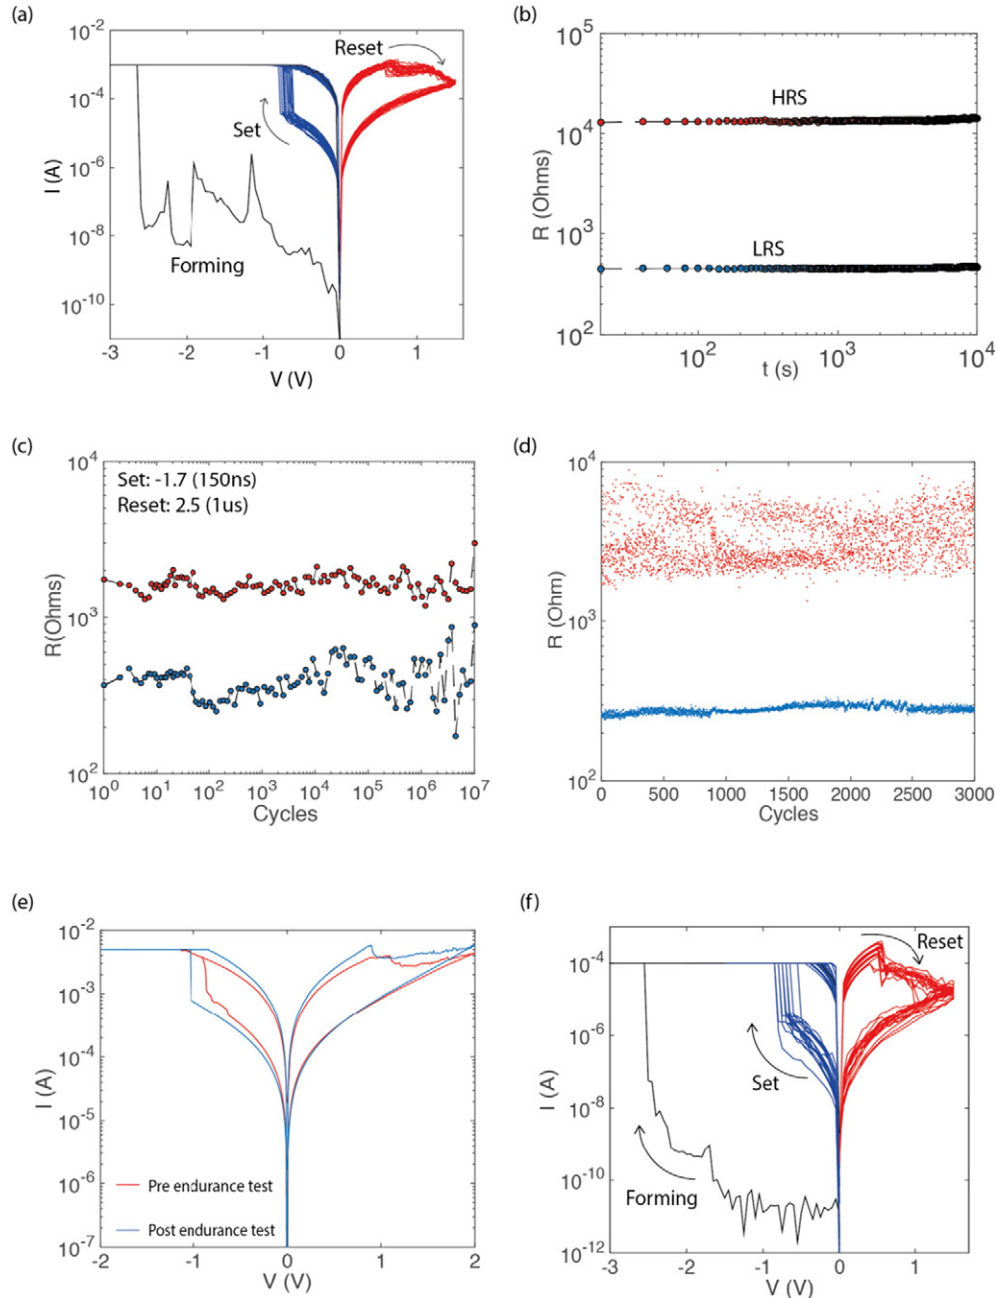 (a)
10-2
10-4
10-6
10-8
10-10
I (A)
Reset
Set
Forming
-3 -2 -1 0 1
V (V)
(b)
10^5
10^4
10^3
10^2
R (Ohms)
HRS
LRS
10^2 10^3 10^4
t (s)
(c)
10^4
10^3
10^2
R(Ohms)
Set: -1.7 (150ns)
Reset: 2.5 (1us)
10^0 10^1 10^2 10^3 10^4 10^5 10^6 10^7
Cycles
(d)
10^4
10^3
10^2
R (Ohm)
0 500 1000 1500 2000 2500 3000
Cycles
(e)
10-2
10-3
10-4
10-5
10-6
10-7
I (A)
Pre endurance test
Post endurance test
-2 -1 0 1 2
V (V)
(f)
10-4
10-6
10-8
10-10
10-12
I (A)
Reset
Set
Forming
-3 -2 -1 0 1
V (V)